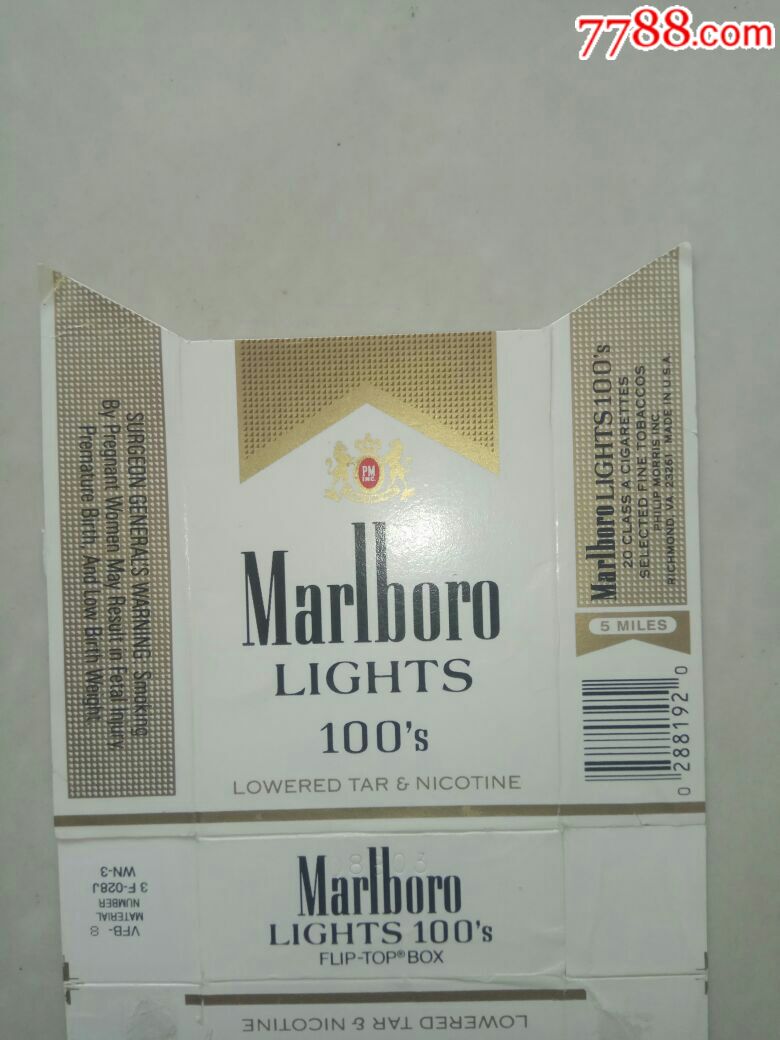 7788.com
SURGEON GENERAL'S WARNING: Smoking
By Pregnant Women May Result in Fetal Injury,
Premature Birth, And Low Birth Weight.
PM
INC.
Marlboro
LIGHTS
100's
LOWERED TAR & NICOTINE
Marlboro LIGHTS 100's
20 CLASS A CIGARETTES
SELECTED FINE TOBACCOS
PHILIP MORRIS INC.
RICHMOND, VA. 23261 MADE IN U.S.A.
5 MILES
0 288192 0
VFB- 8
MATERIAL
NUMBER
3 F-028J
WN-3
Marlboro
LIGHTS 100's
FLIP-TOP® BOX
LOWERED TAR & NICOTINE